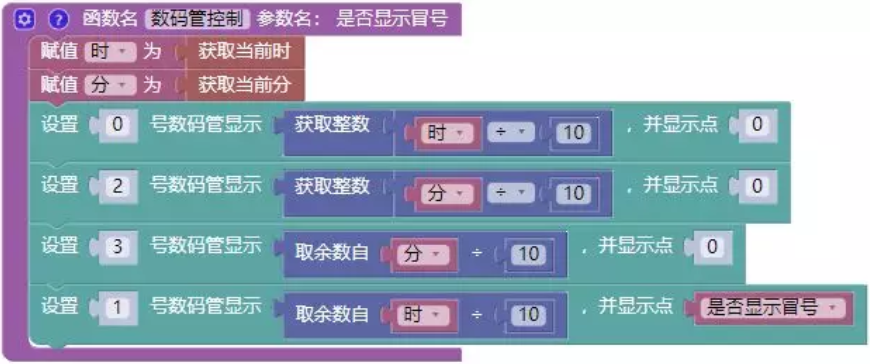 ? 函数名 数码管控制 参数名： 是否显示冒号
赋值 时 为 获取当前时
赋值 分 为 获取当前分
设置 0 号数码管显示 获取整数 时 ÷ 10 ，并显示点 0
设置 2 号数码管显示 获取整数 分 ÷ 10 ，并显示点 0
设置 3 号数码管显示 取余数自 分 ÷ 10 ，并显示点 0
设置 1 号数码管显示 取余数自 时 ÷ 10 ，并显示点 是否显示冒号